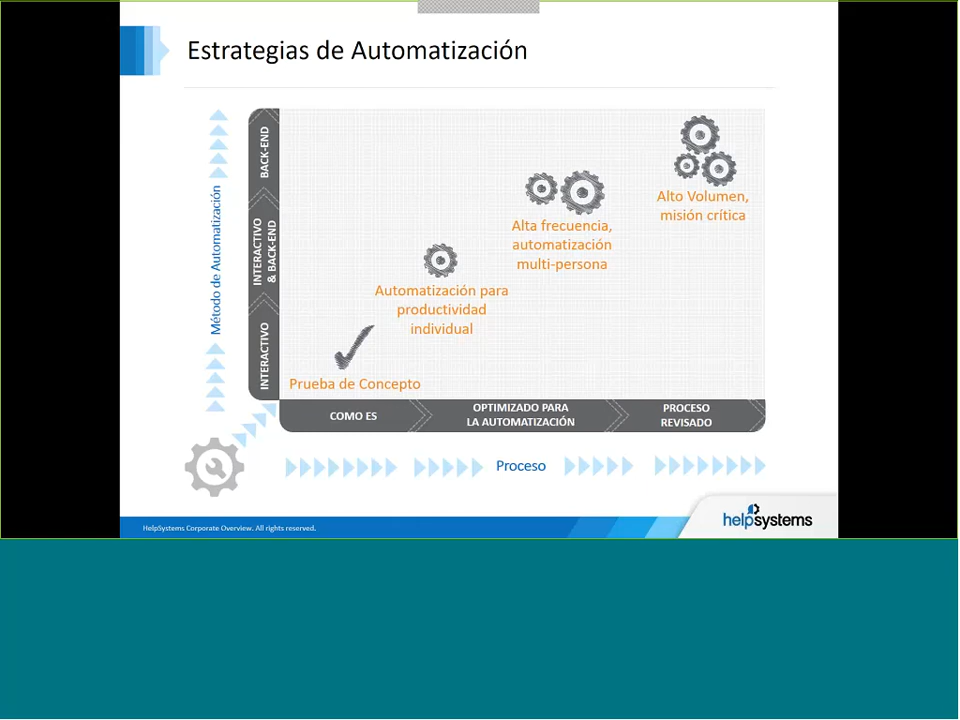 Estrategias de Automatización
BACK-END
INTERACTIVO
& BACK-END
INTERACTIVO
Método de Automatización
Alto Volumen,
misión crítica
Alta frecuencia,
automatización
multi-persona
Automatización para
productividad
individual
Prueba de Concepto
COMO ES
OPTIMIZADO PARA
LA AUTOMATIZACIÓN
PROCESO
REVISADO
Proceso
HelpSystems Corporate Overview. All rights reserved.
helpsystems